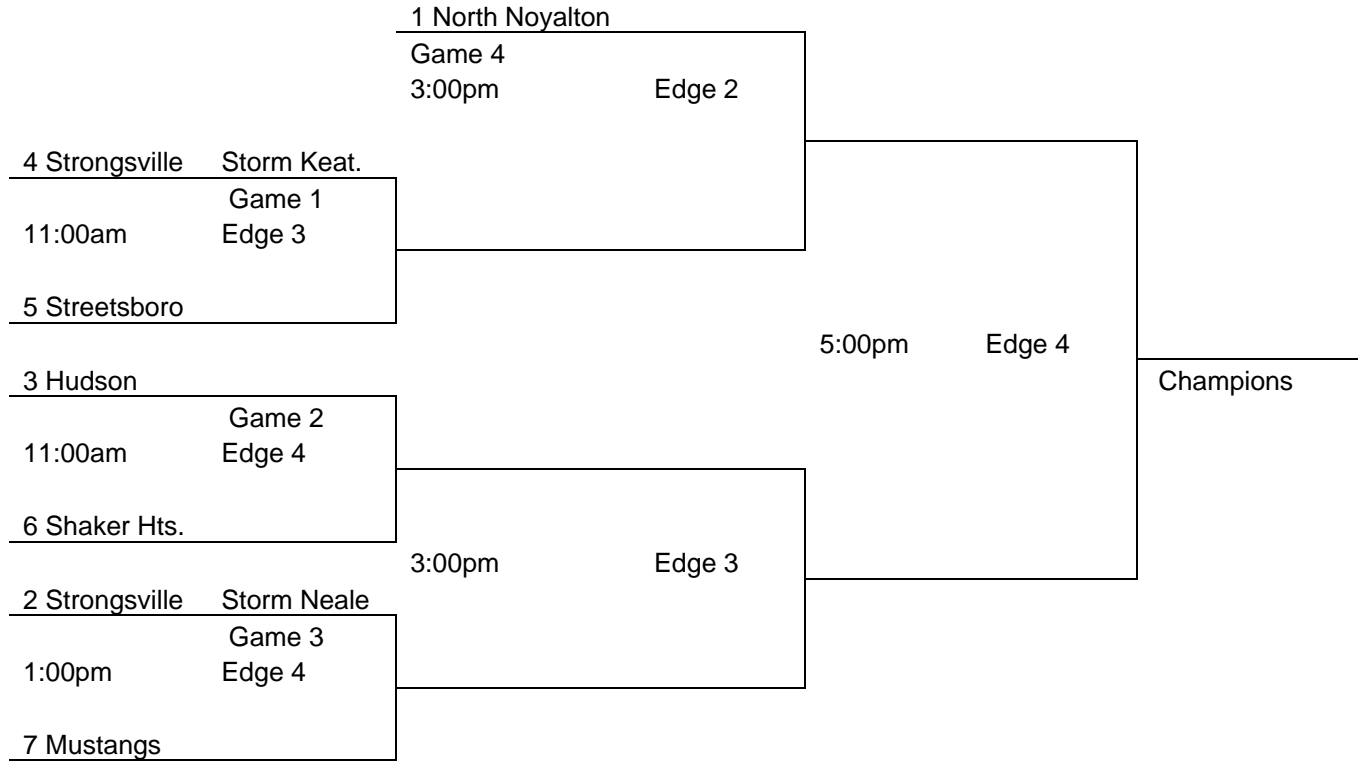 1 North Noyalton
Game 4
3:00pm Edge 2
4 Strongsville Storm Keat.
Game 1
11:00am Edge 3
5 Streetsboro
5:00pm Edge 4
3 Hudson
Champions
Game 2
11:00am Edge 4
6 Shaker Hts.
3:00pm Edge 3
2 Strongsville Storm Neale
Game 3
1:00pm Edge 4
7 Mustangs